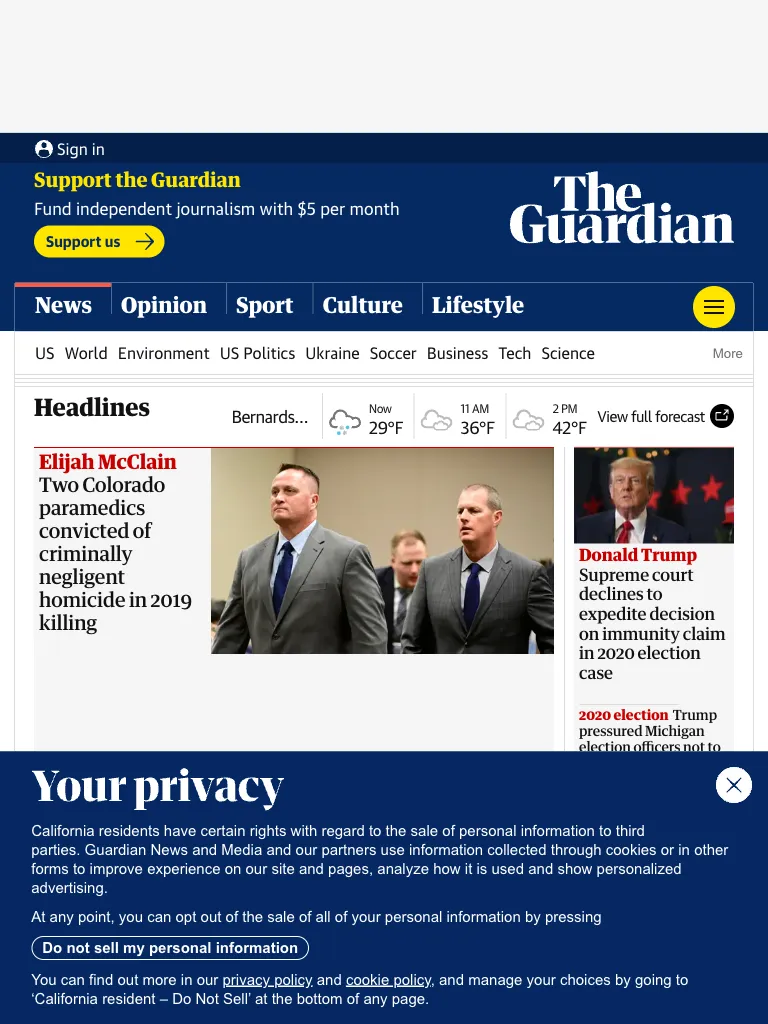 Sign in
Support the Guardian
Fund independent journalism with $5 per month
Support us
The
Guardian
News
Opinion
Sport
Culture
Lifestyle
US
World
Environment
US Politics
Ukraine
Soccer
Business
Tech
Science
More
Headlines
Bernards...
Now
29°F
11 AM
36°F
2 PM
42°F
View full forecast
Elijah McClain
Two Colorado
paramedics
convicted of
criminally
negligent
homicide in 2019
killing
Donald Trump
Supreme court
declines to
expedite decision
on immunity claim
in 2020 election
case
2020 election Trump
pressured Michigan
election officers not to
Your privacy
California residents have certain rights with regard to the sale of personal information to third
parties. Guardian News and Media and our partners use information collected through cookies or in other
forms to improve experience on our site and pages, analyze how it is used and show personalized
advertising.
At any point, you can opt out of the sale of all of your personal information by pressing
Do not sell my personal information
You can find out more in our privacy policy and cookie policy, and manage your choices by going to
‘California resident – Do Not Sell’ at the bottom of any page.